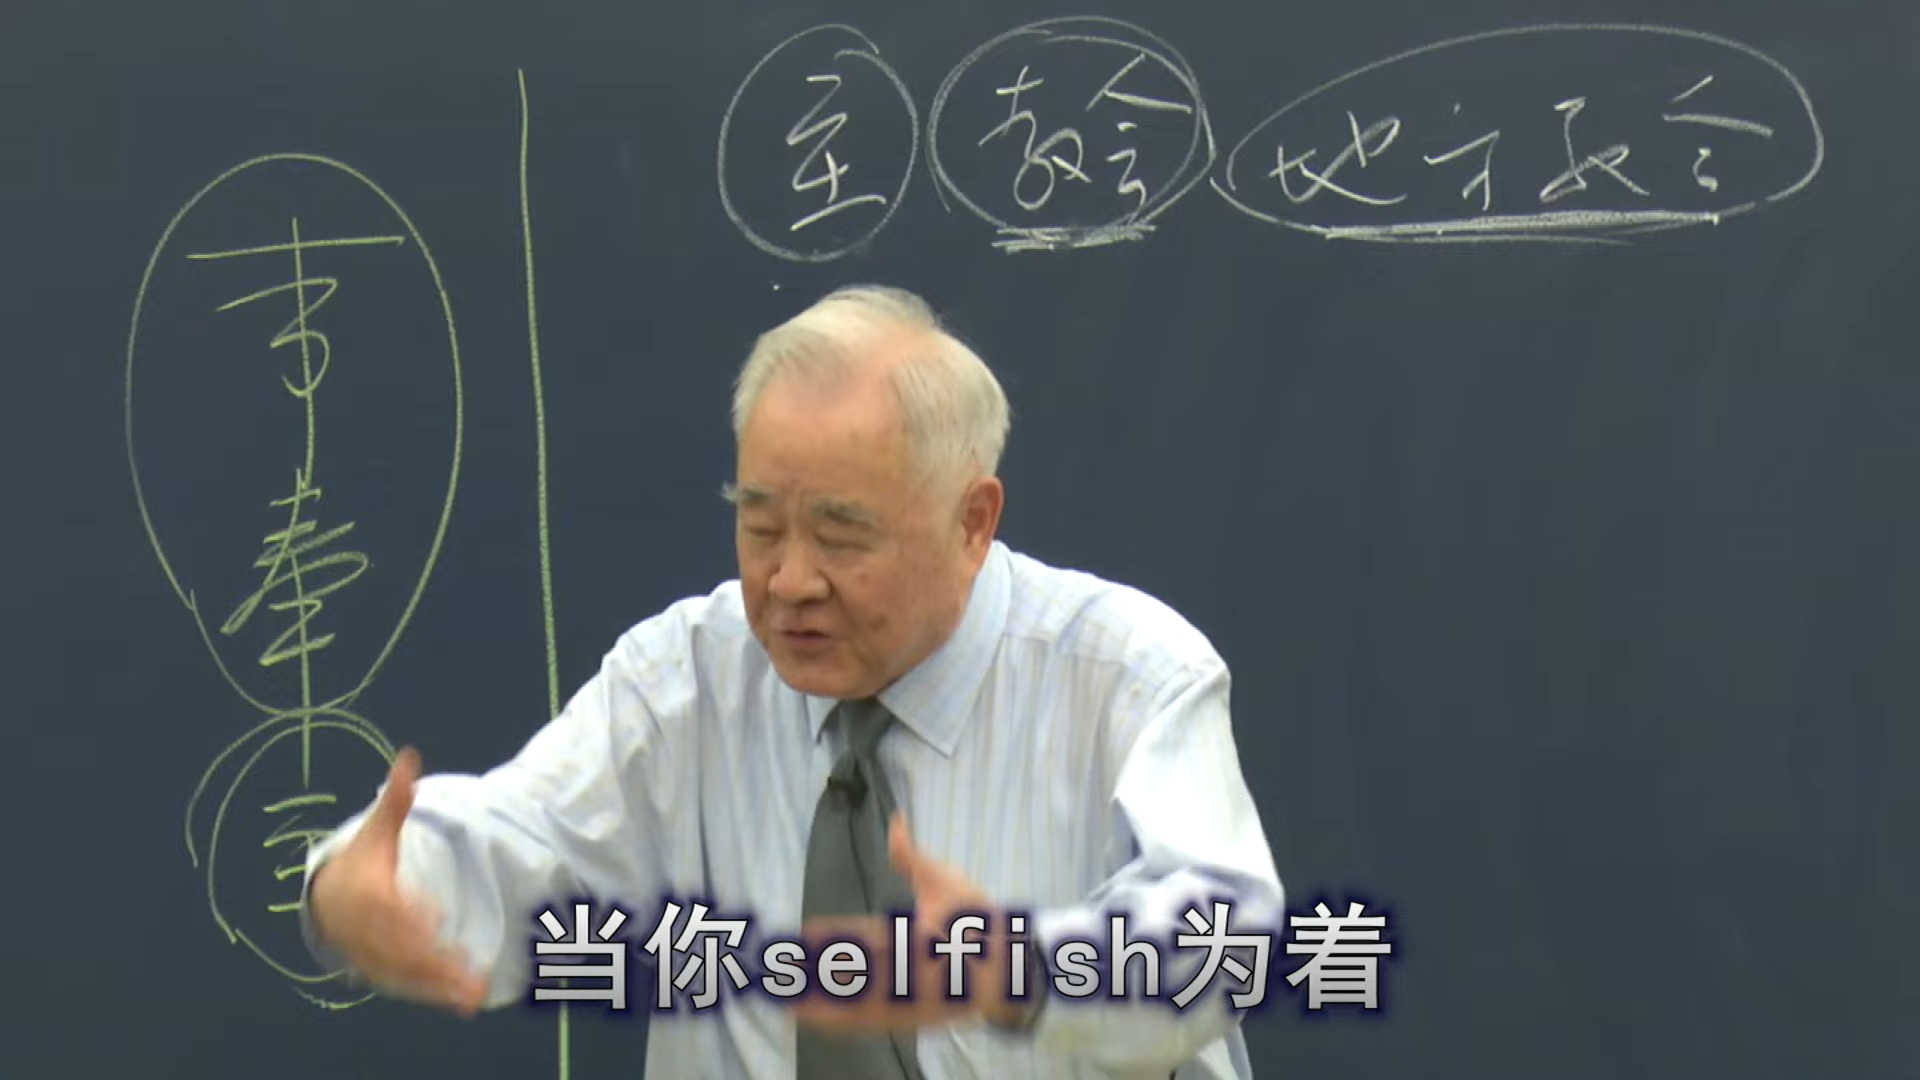 主 教会 地方教会
事奉
主
当你selfish为着